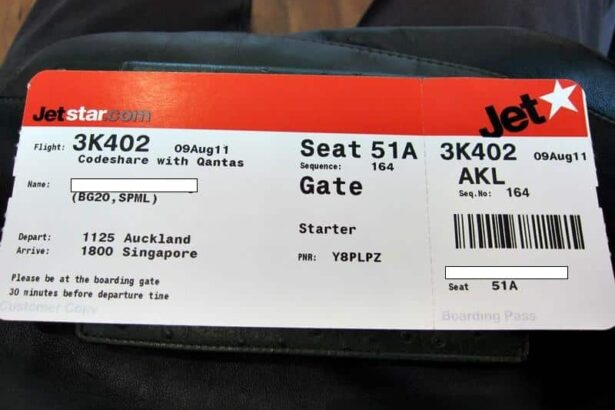 Jetstar.com
Jet
Flight: 3K402 09Aug11
Codeshare with Qantas
Name:
(BG20,SPML)
Depart: 1125 Auckland
Arrive: 1800 Singapore
Please be at the boarding gate
30 minutes before departure time
Customer Copy
Seat 51A
Sequence: 164
Gate
Starter
PNR: Y8PLPZ
3K402 09Aug11
AKL
Seq.No: 164
Seat 51A
Boarding Pass